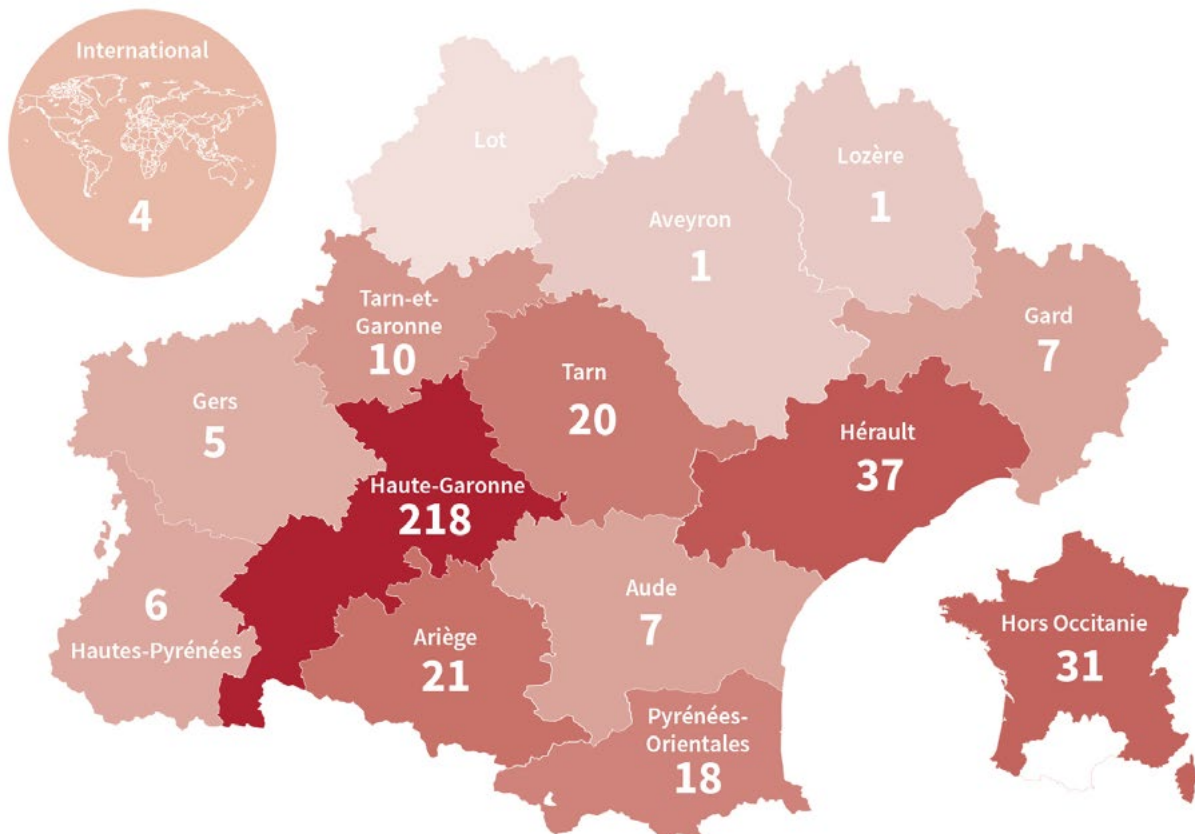 International
4
Lot
Lozère
1
Aveyron
1
Tarn-et-
Garonne
10
Gard
7
Gers
5
Tarn
20
Hérault
37
Haute-Garonne
218
6
Hautes-Pyrénées
Ariège
21
Aude
7
Hors Occitanie
31
Pyrénées-
Orientales
18